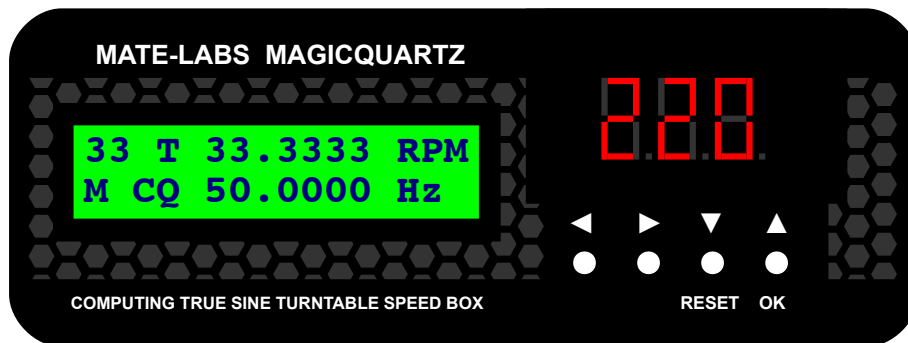 MATE-LABS MAGICQUARTZ
220
33 T 33.3333 RPM
M CQ 50.0000 Hz
COMPUTING TRUE SINE TURNTABLE SPEED BOX
RESET OK